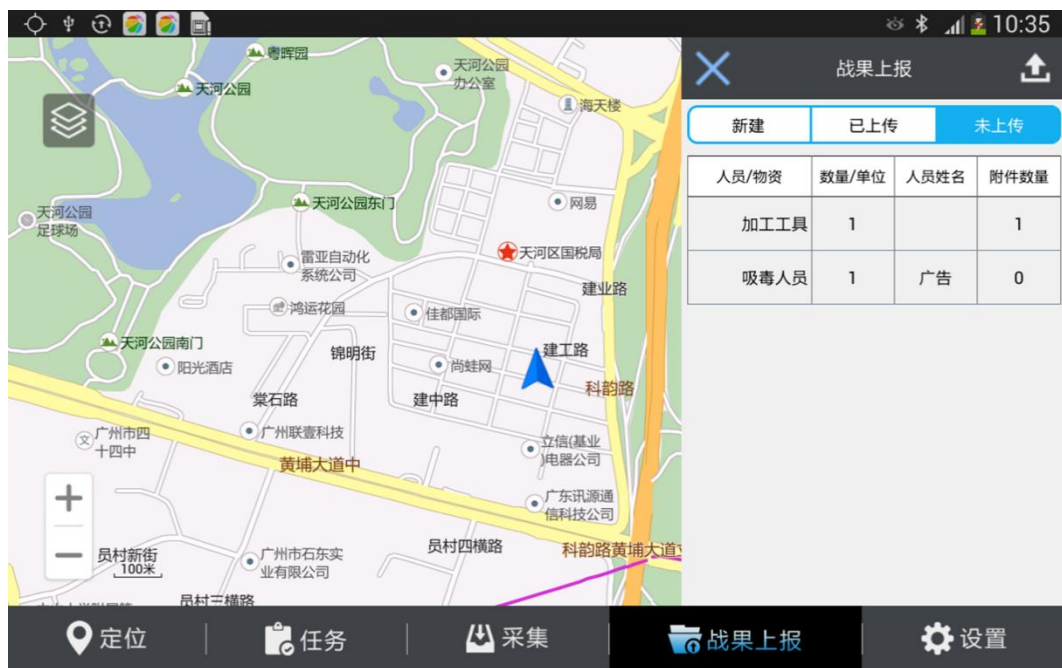 10:35
粤晖园
天河公园
天河公园
办公室
海天楼
天河公园
足球场
天河公园东门
网易
雷亚自动化
系统公司
天河区国税局
建业路
鸿运花园
佳都国际
天河公园南门
阳光酒店
锦明街
建工路
尚蛙网
科韵路
棠石路
建中路
广州市四
十四中
广州联壹科技
立信(基业
)电器公司
黄埔大道中
广东讯源通
信科技公司
员村新街
100米
广州市石东实
业有限公司
员村四横路
科韵路黄埔大道立
员村三横路
战果上报
新建 已上传 未上传
人员/物资 数量/单位 人员姓名 附件数量
加工工具 1 1
吸毒人员 1 广告 0
定位 任务 采集 战果上报 设置